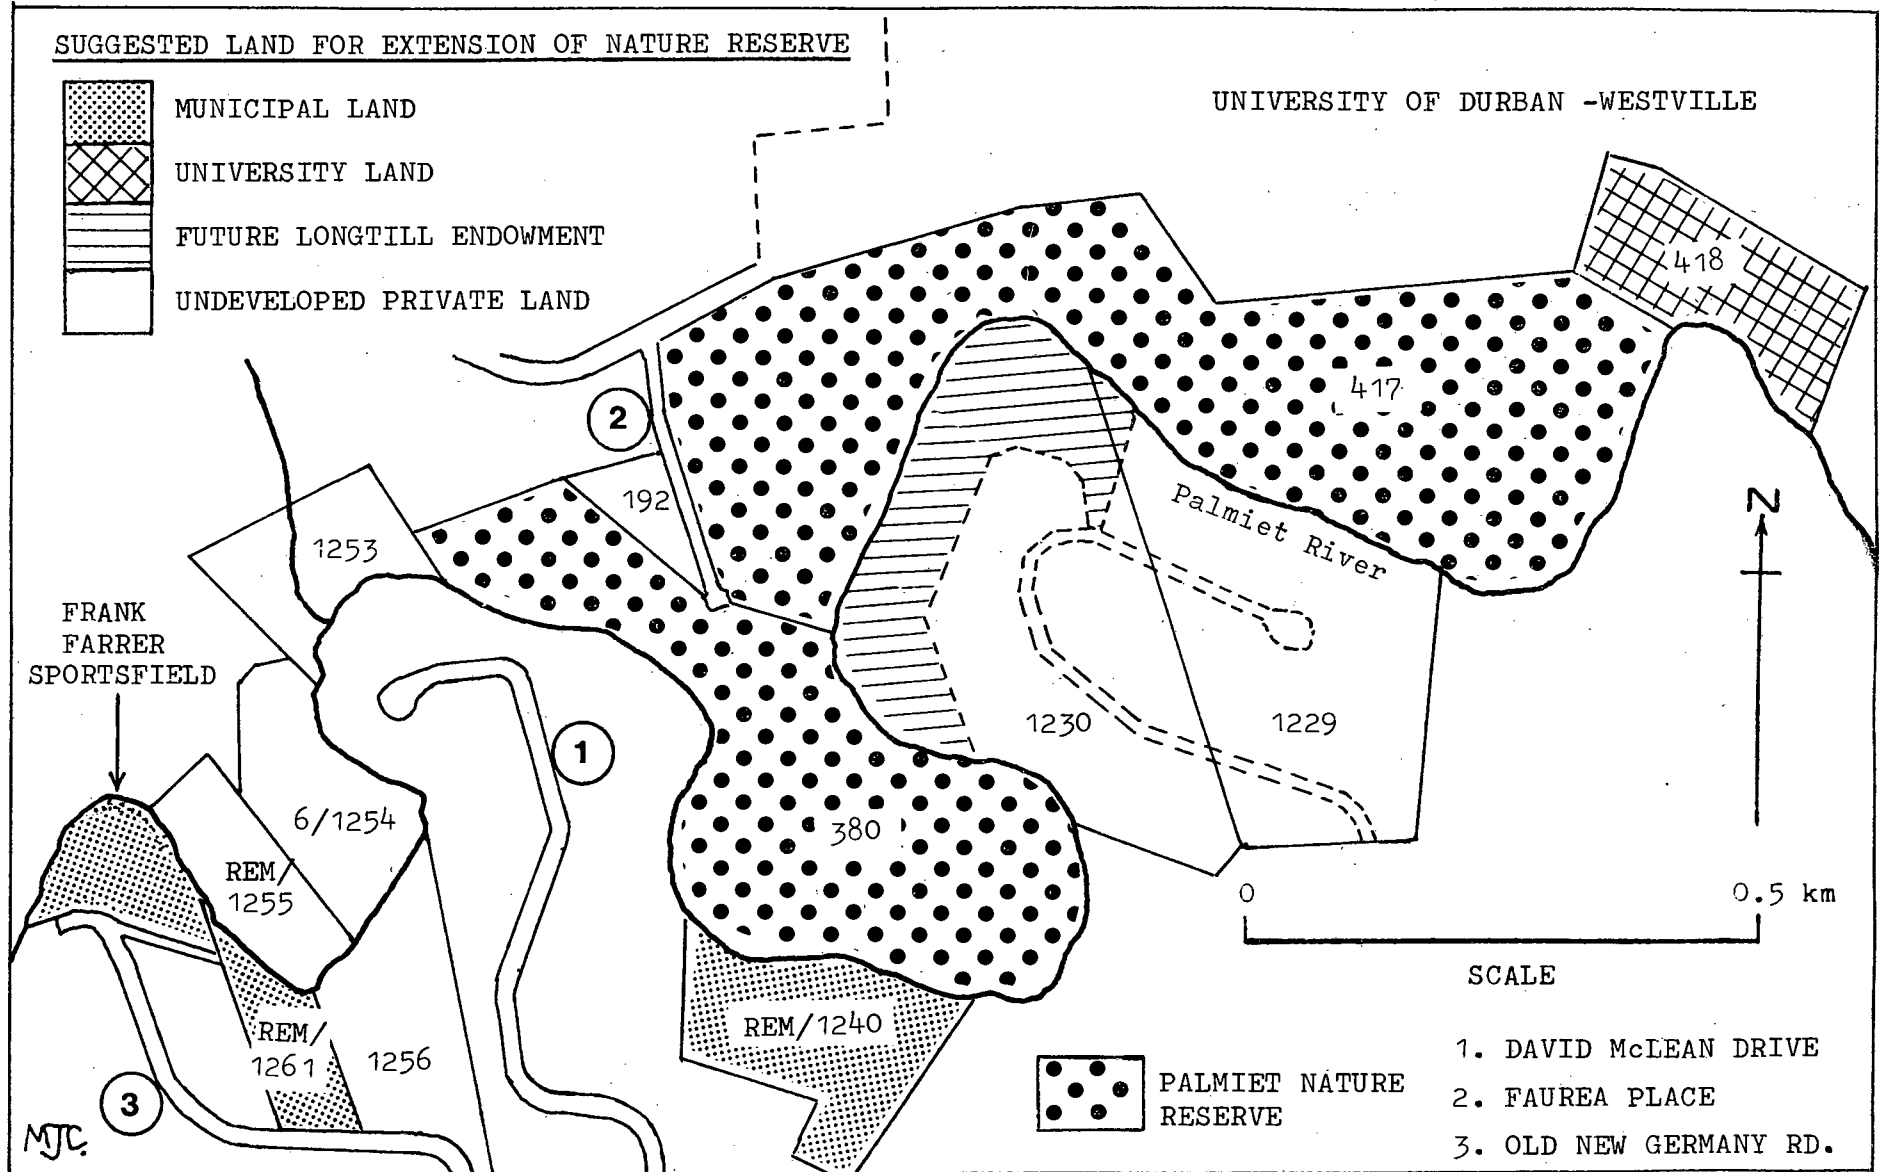 SUGGESTED LAND FOR EXTENSION OF NATURE RESERVE
MUNICIPAL LAND
UNIVERSITY LAND
FUTURE LONGTILL ENDOWMENT
UNDEVELOPED PRIVATE LAND
UNIVERSITY OF DURBAN -WESTVILLE
418
417
2
192
Palmiet River
N
1253
FRANK
FARRER
SPORTSFIELD
1230
1229
1
6/1254
380
REM/
1255
0
0.5 km
SCALE
REM/1240
REM/
1261
1256
3
MJC.
PALMIET NATURE
RESERVE
1. DAVID McLEAN DRIVE
2. FAUREA PLACE
3. OLD NEW GERMANY RD.